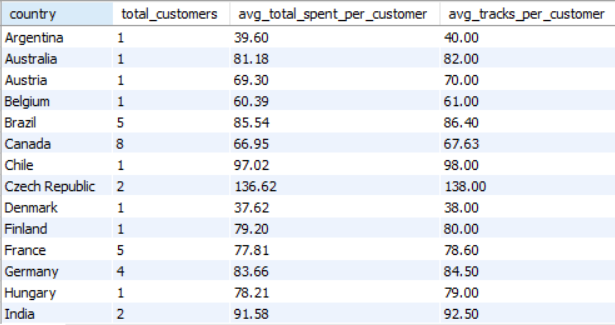 country total_customers avg_total_spent_per_customer avg_tracks_per_customer
Argentina 1 39.60 40.00
Australia 1 81.18 82.00
Austria 1 69.30 70.00
Belgium 1 60.39 61.00
Brazil 5 85.54 86.40
Canada 8 66.95 67.63
Chile 1 97.02 98.00
Czech Republic 2 136.62 138.00
Denmark 1 37.62 38.00
Finland 1 79.20 80.00
France 5 77.81 78.60
Germany 4 83.66 84.50
Hungary 1 78.21 79.00
India 2 91.58 92.50